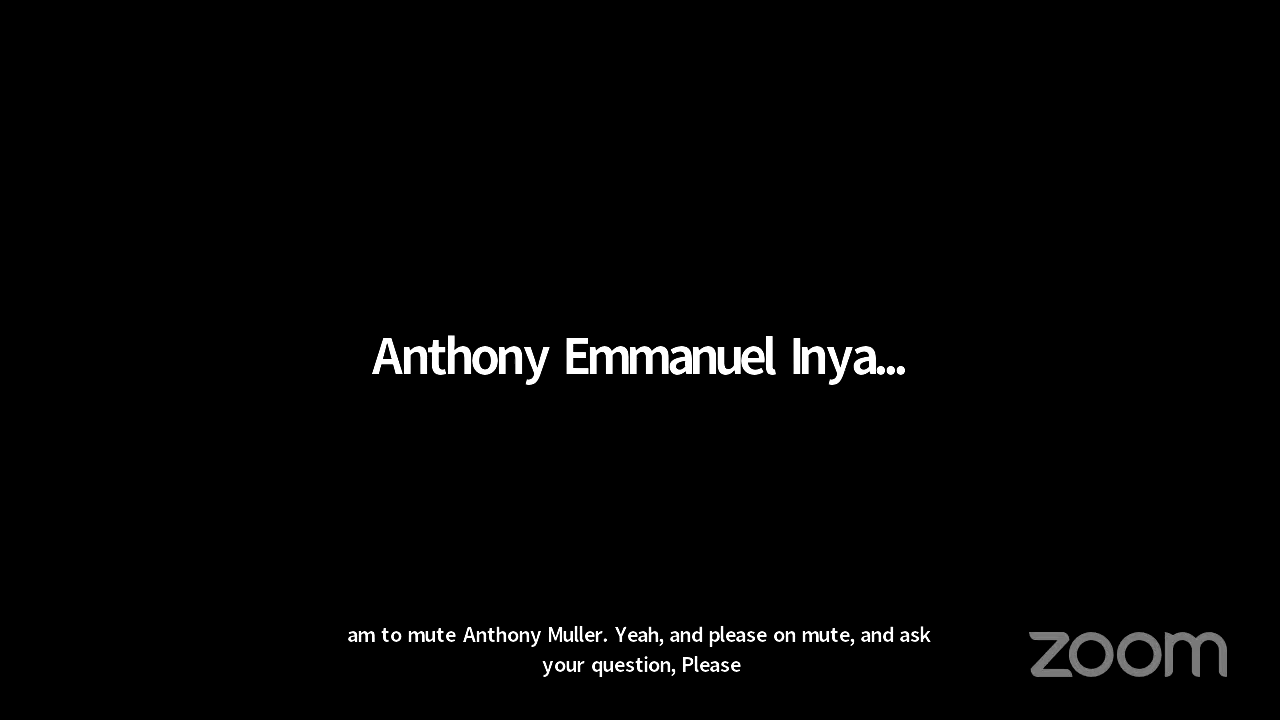 Anthony Emmanuel Inya...
am to mute Anthony Muller. Yeah, and please on mute, and ask
your question, Please
zoom